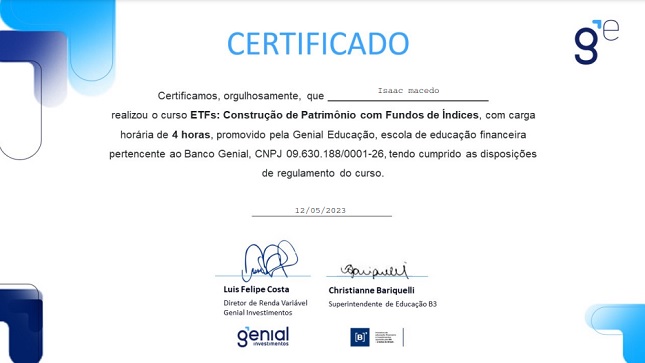 ge
CERTIFICADO
Certificamos, orgulhosamente, que Isaac macedo
realizou o curso ETFs: Construção de Patrimônio com Fundos de Índices, com carga
horária de 4 horas, promovido pela Genial Educação, escola de educação financeira
pertencente ao Banco Genial, CNPJ 09.630.188/0001-26, tendo cumprido as disposições
de regulamento do curso.
12/05/2023
Bariquelli
Luis Felipe Costa
Diretor de Renda Variável
Genial Investimentos
Christianne Bariquelli
Superintendente de Educação B3
genial
investimentos
[B]³